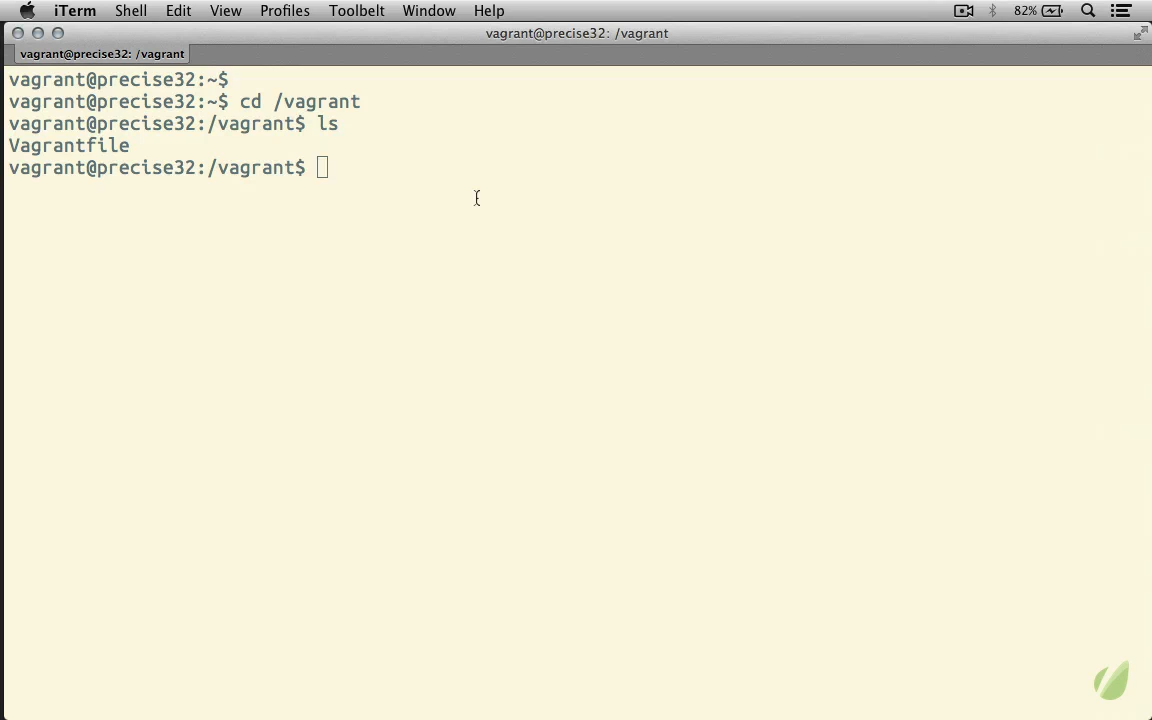 iTerm Shell Edit View Profiles Toolbelt Window Help 82%
vagrant@precise32: /vagrant
vagrant@precise32: /vagrant
vagrant@precise32:~$
vagrant@precise32:~$ cd /vagrant
vagrant@precise32:/vagrant$ ls
Vagrantfile
vagrant@precise32:/vagrant$